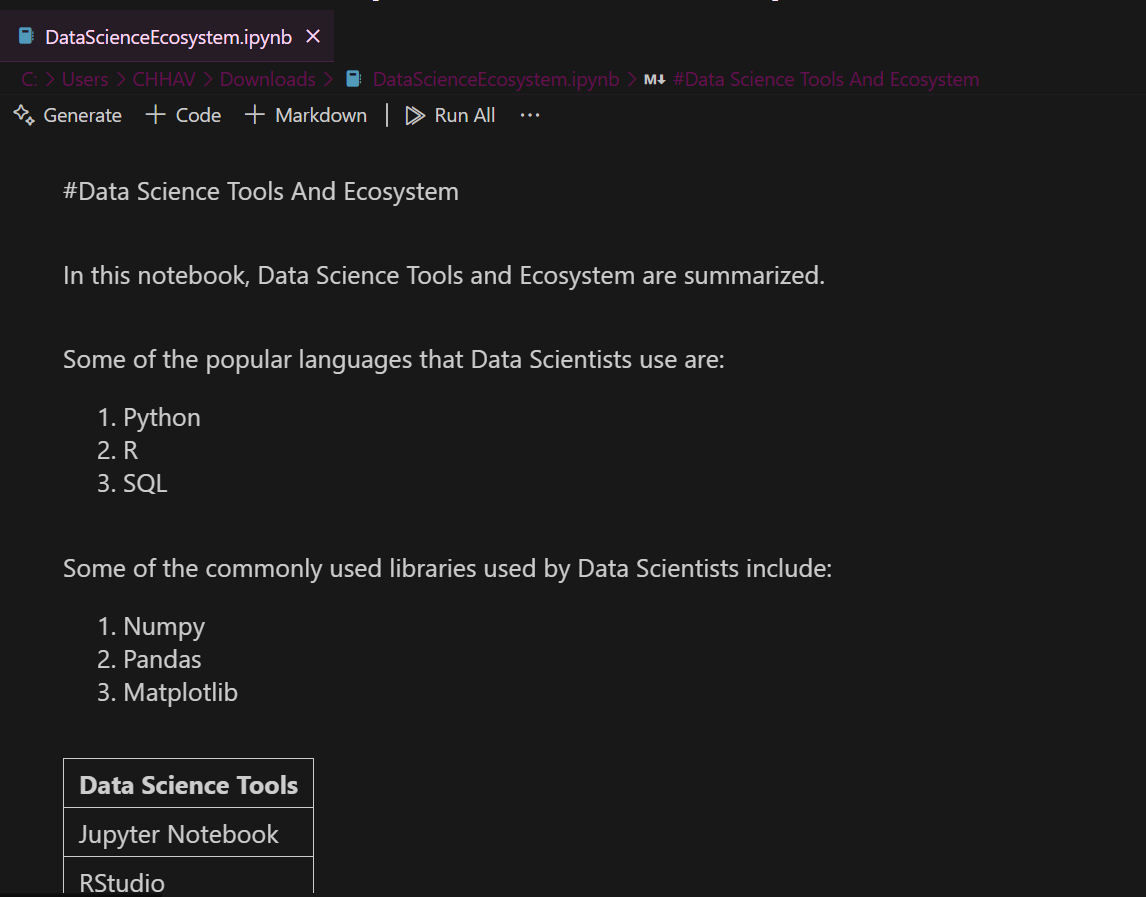 DataScienceEcosystem.ipynb
C: > Users > CHHAV > Downloads > DataScienceEcosystem.ipynb > M↓ #Data Science Tools And Ecosystem
Generate + Code + Markdown | Run All ...
#Data Science Tools And Ecosystem
In this notebook, Data Science Tools and Ecosystem are summarized.
Some of the popular languages that Data Scientists use are:
1. Python
2. R
3. SQL
Some of the commonly used libraries used by Data Scientists include:
1. Numpy
2. Pandas
3. Matplotlib
Data Science Tools
Jupyter Notebook
RStudio